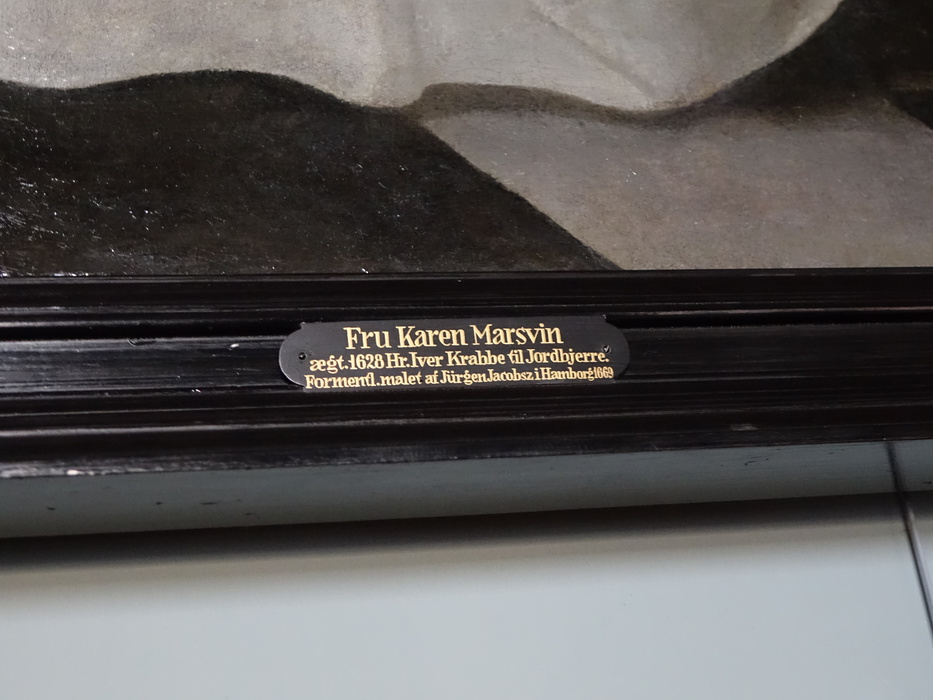 Fru Karen Marsvin
ægt.1628 Hr. Iver Krabbe til Jordbjerre.
Formentl. malet af Jürgen Jacobsz i Hamborg 1669